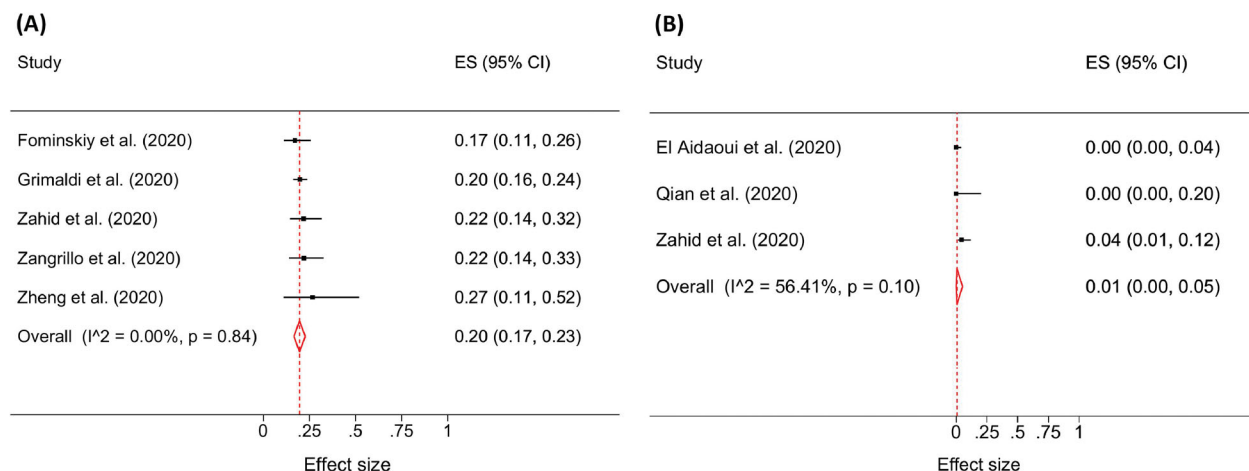 (A)
Study ES (95% CI)
Fominskiy et al. (2020) 0.17 (0.11, 0.26)
Grimaldi et al. (2020) 0.20 (0.16, 0.24)
Zahid et al. (2020) 0.22 (0.14, 0.32)
Zangrillo et al. (2020) 0.22 (0.14, 0.33)
Zheng et al. (2020) 0.27 (0.11, 0.52)
Overall (I^2 = 0.00%, p = 0.84) 0.20 (0.17, 0.23)
0 .25 .5 .75 1
Effect size
(B)
Study ES (95% CI)
El Aidaoui et al. (2020) 0.00 (0.00, 0.04)
Qian et al. (2020) 0.00 (0.00, 0.20)
Zahid et al. (2020) 0.04 (0.01, 0.12)
Overall (I^2 = 56.41%, p = 0.10) 0.01 (0.00, 0.05)
0 .25 .5 .75 1
Effect size